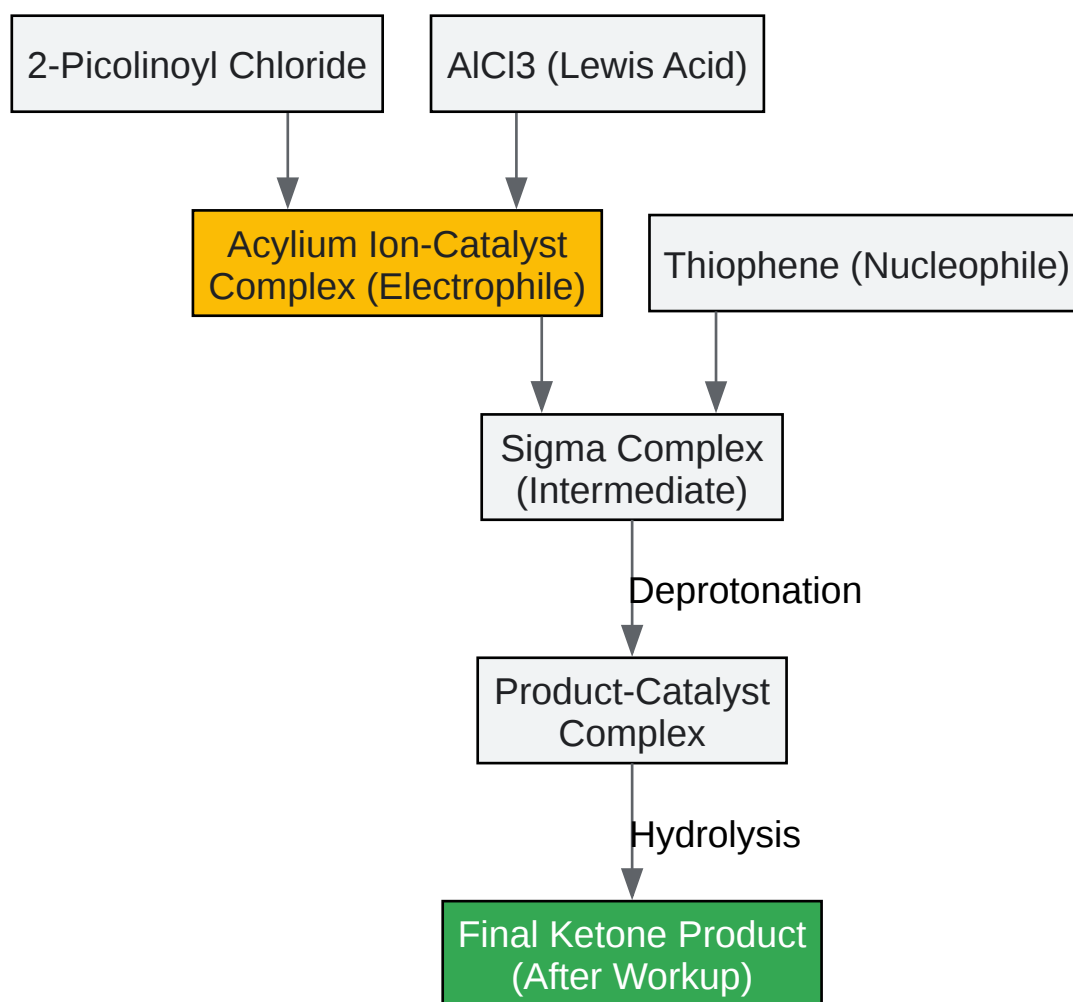 2-Picolinoyl Chloride
AlCl3 (Lewis Acid)
Acylium Ion-Catalyst
Complex (Electrophile)
Thiophene (Nucleophile)
Sigma Complex
(Intermediate)
Deprotonation
Product-Catalyst
Complex
Hydrolysis
Final Ketone Product
(After Workup)